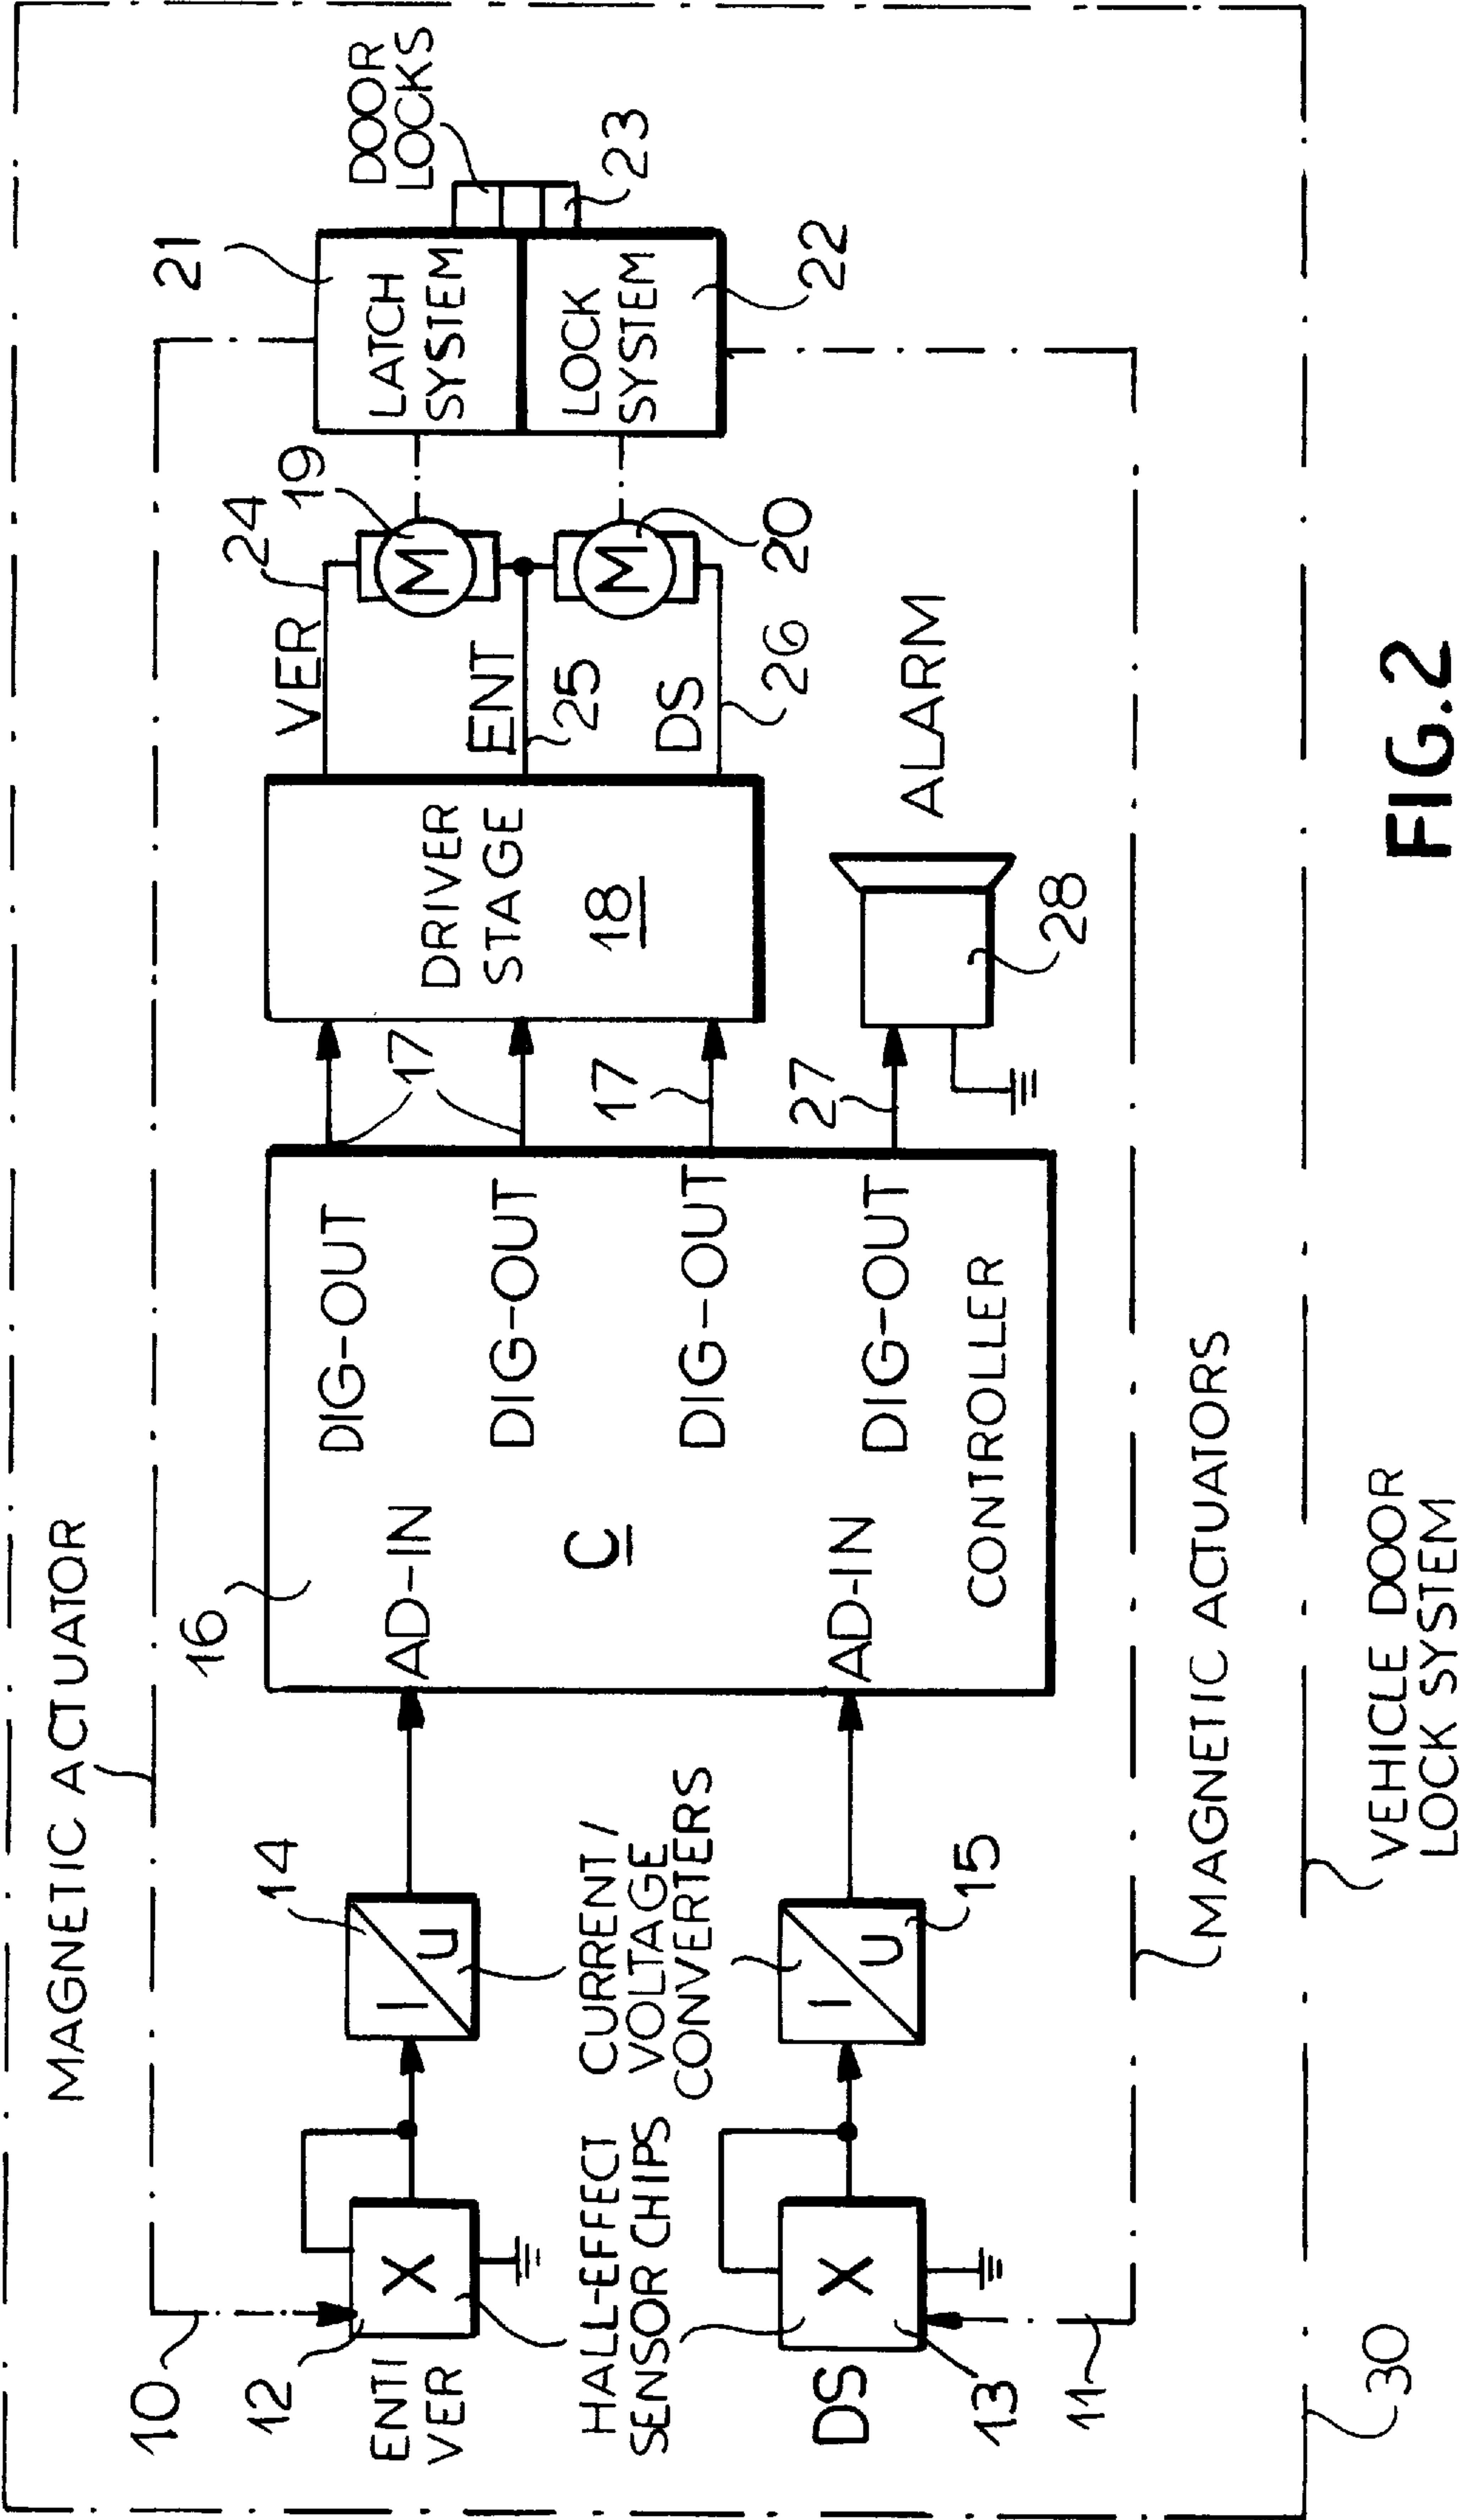 MAGNETIC ACTUATOR
10
12
ENTI
VER
14
16
AD-IN
DIG-OUT
17
DRIVER
STAGE
18
VER
24
19
M
LATCH
SYSTEM
21
DOOR
LOCKS
23
X
I
U
HALL-EFFECT
SENSOR CHIPS
CURRENT/
VOLTAGE
CONVERTERS
C
DIG-OUT
ENT
25
M
20
LOCK
SYSTEM
22
DS
13
X
I
U
15
AD-IN
DIG-OUT
17
DS
26
DIG-OUT
27
28
ALARM
CONTROLLER
11
MAGNETIC ACTUATORS
30
VEHICLE DOOR
LOCK SYSTEM
FIG.2